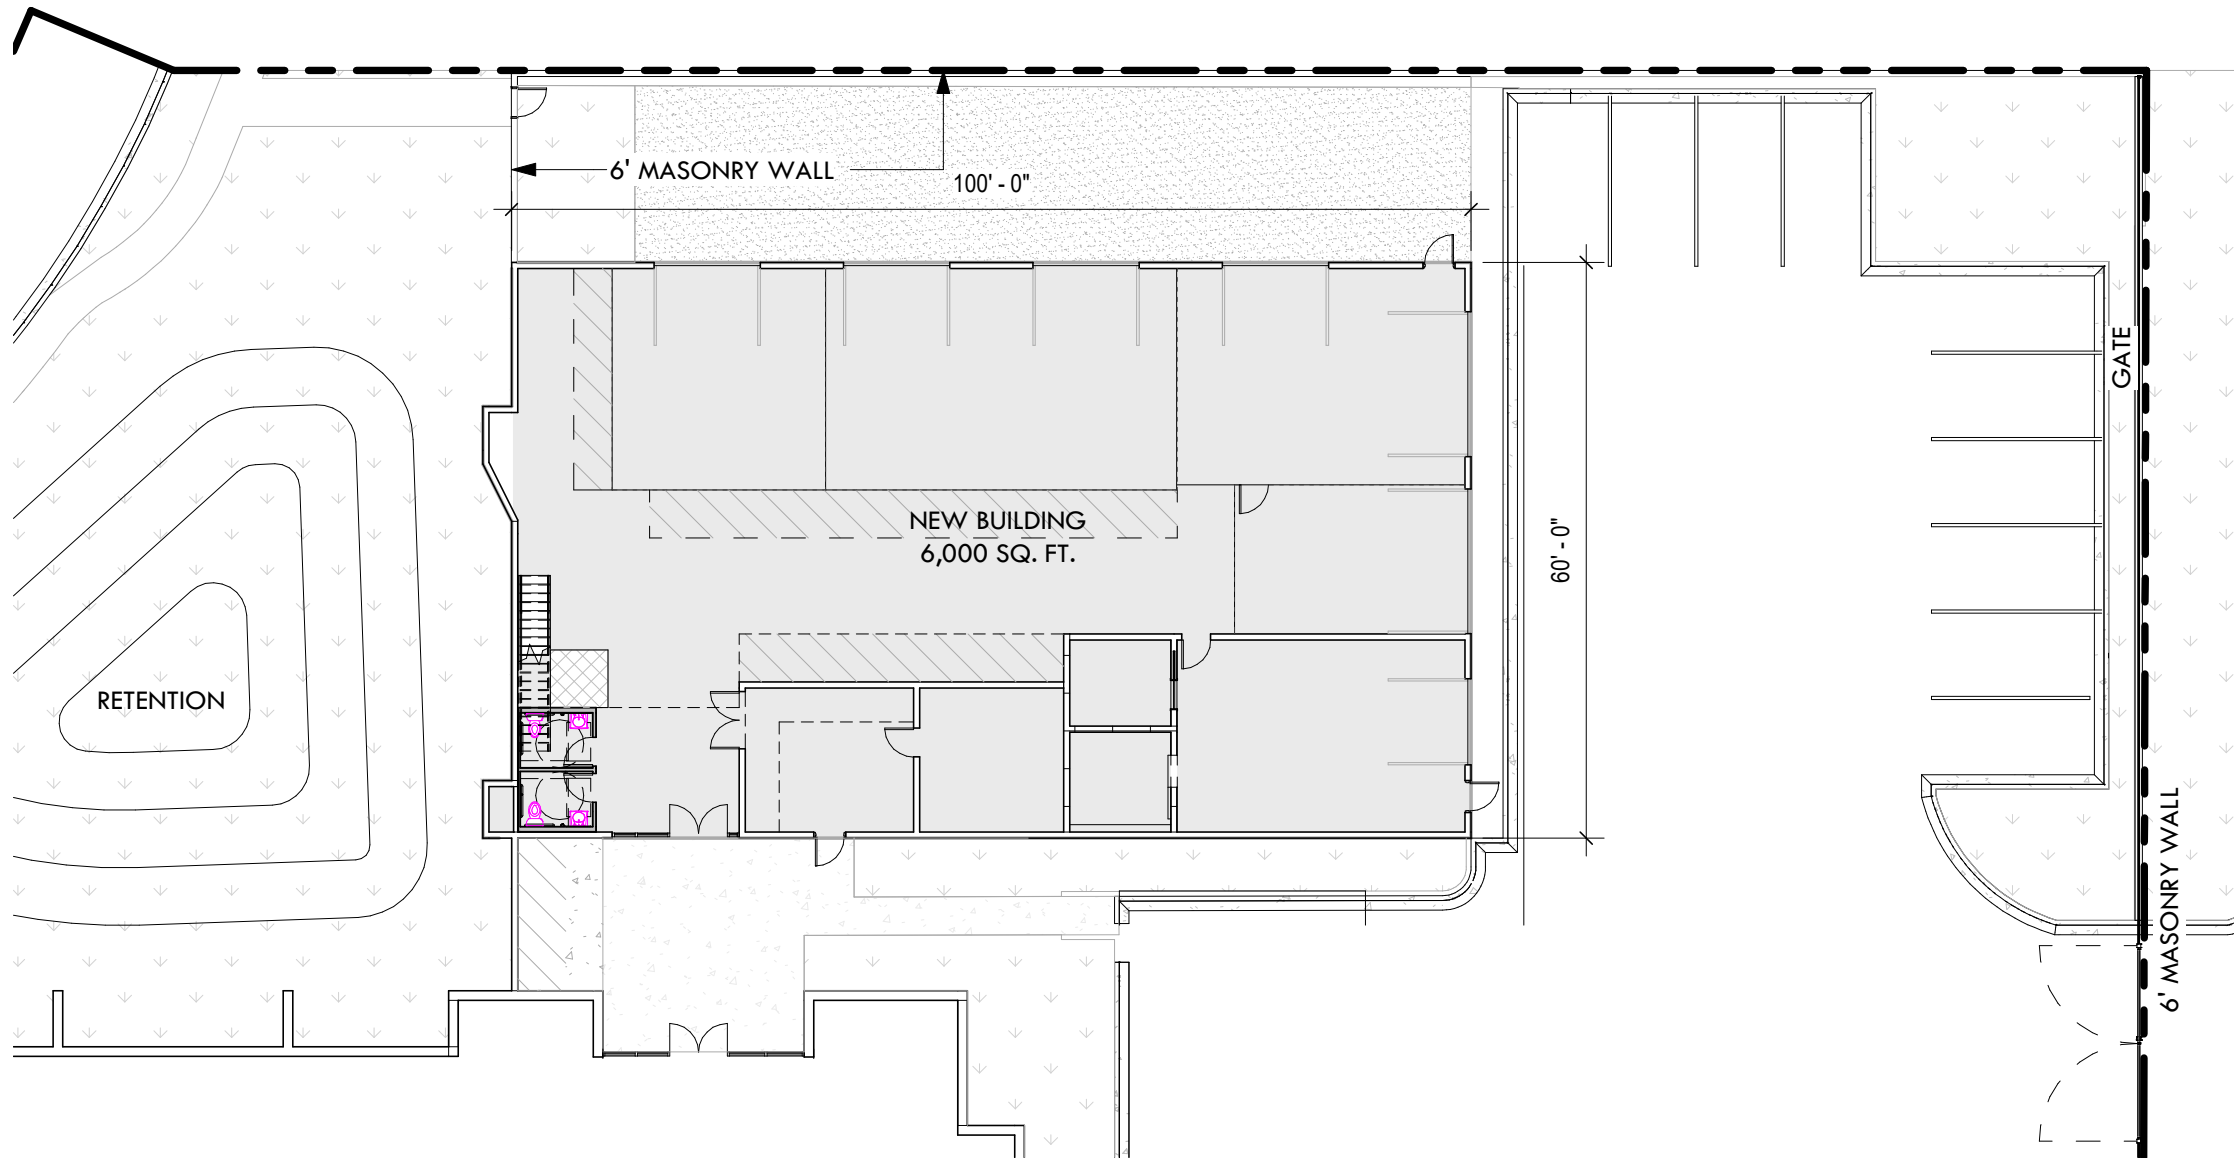 6' MASONRY WALL
100' - 0"
GATE
NEW BUILDING
6,000 SQ. FT.
60' - 0"
RETENTION
6' MASONRY WALL